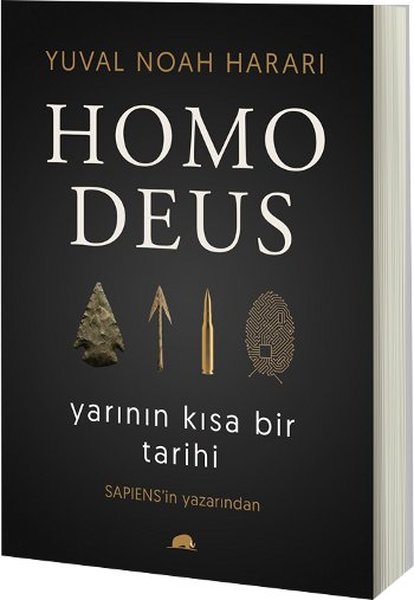 YUVAL NOAH HARARI
HOMO
DEUS
yarının kısa bir
tarihi
SAPIENS'in yazarından